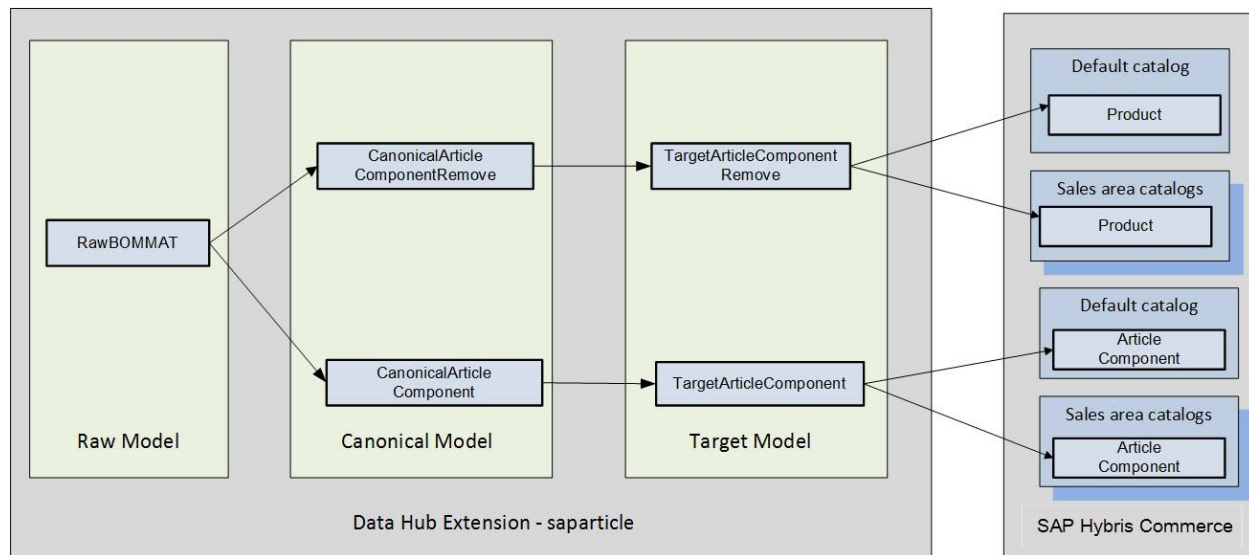 Default catalog
Product
CanonicalArticle
ComponentRemove
TargetArticleComponent
Remove
Sales area catalogs
Product
RawBOMMAT
Default catalog
Article
Component
CanonicalArticle
Component
TargetArticleComponent
Sales area catalogs
Article
Component
Raw Model
Canonical Model
Target Model
Data Hub Extension - saparticle
SAP Hybris Commerce